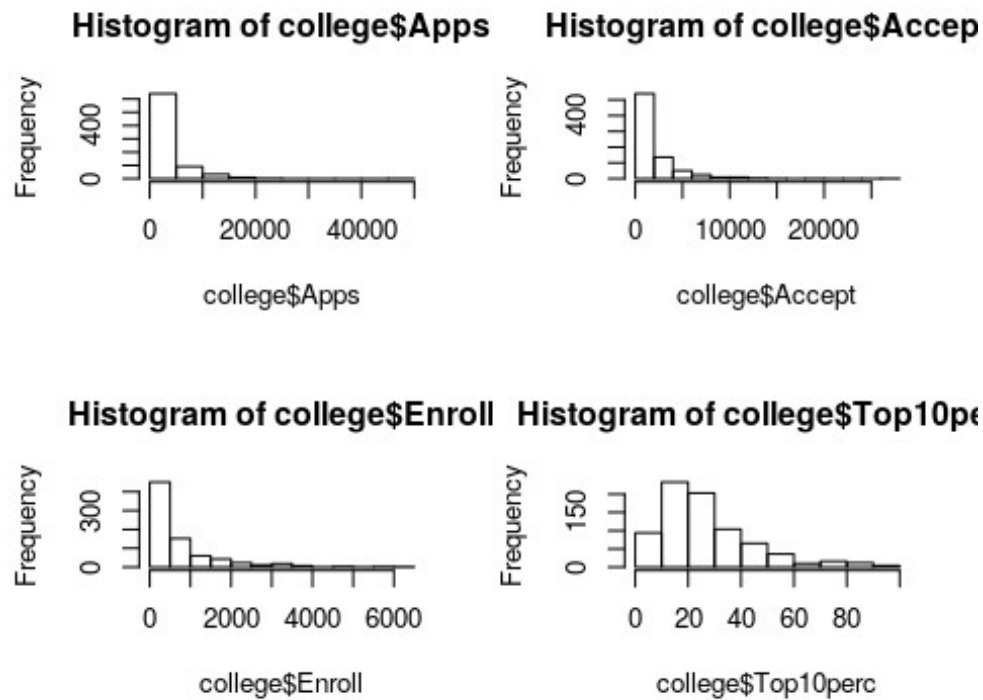 Histogram of college$Apps
Frequency
400
0
0 20000 40000
college$Apps
Histogram of college$Accep
Frequency
400
0
0 10000 20000
college$Accept
Histogram of college$Enroll
Frequency
300
0
0 2000 4000 6000
college$Enroll
Histogram of college$Top10pe
Frequency
150
0
0 20 40 60 80
college$Top10perc